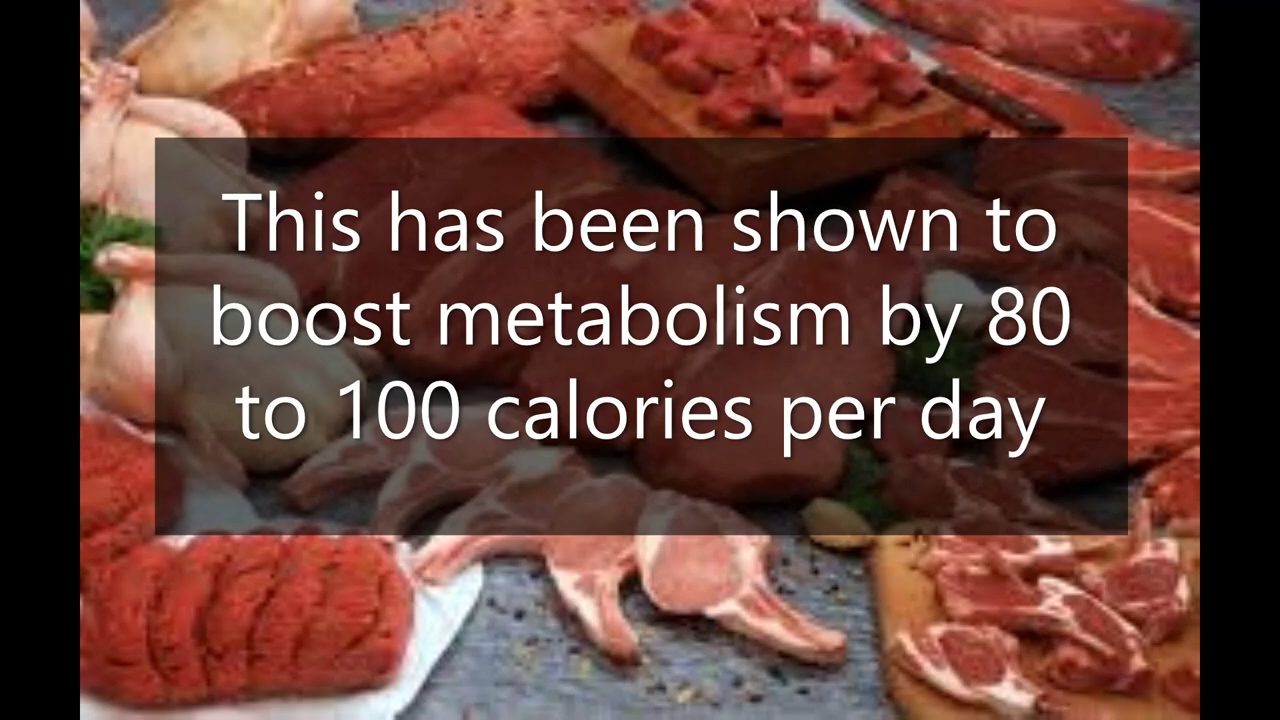 This has been shown to
boost metabolism by 80
to 100 calories per day